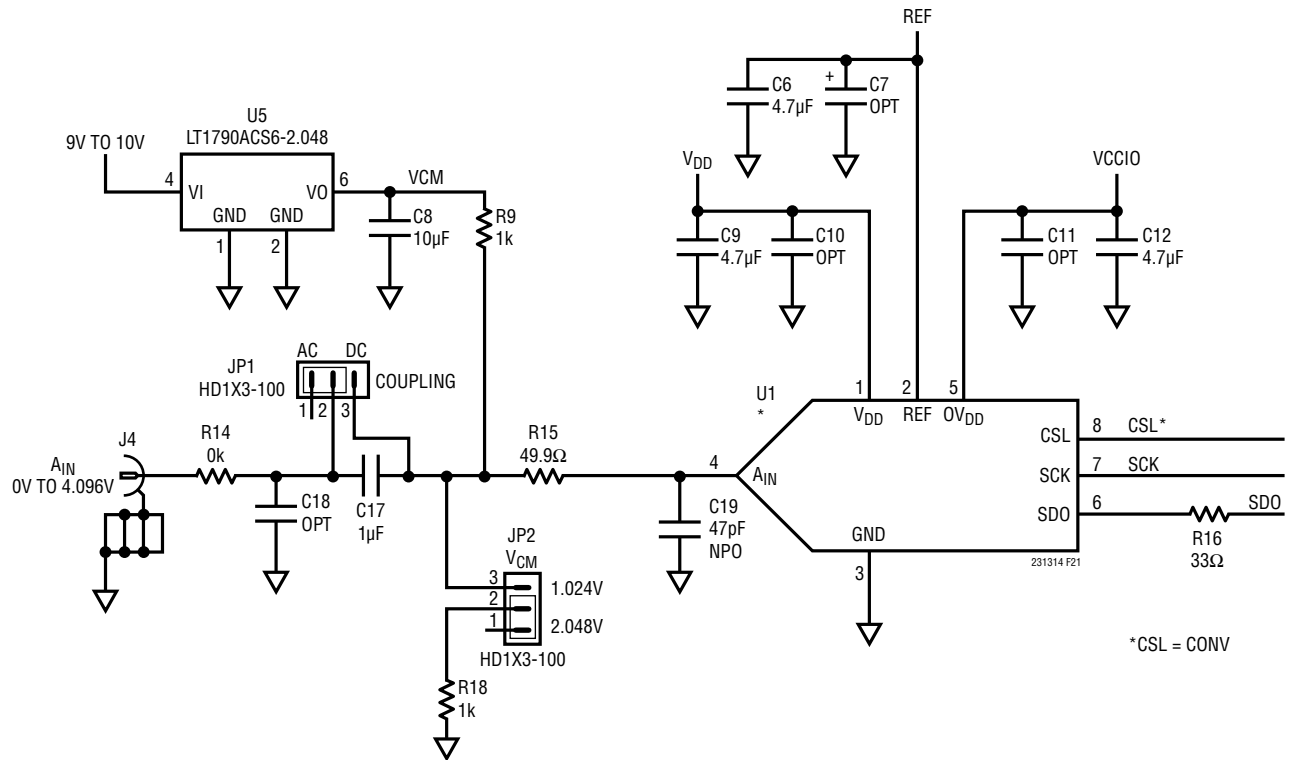 REF
C6
4.7µF
+
C7
OPT
U5
LT1790ACS6-2.048
9V TO 10V
4
VI
VO
6
VCM
GND
GND
1
2
C8
10µF
R9
1k
VDD
C9
4.7µF
C10
OPT
VCCIO
C11
OPT
C12
4.7µF
JP1
HD1X3-100
AC
DC
COUPLING
1
2
3
J4
AIN
0V TO 4.096V
R14
0k
C18
OPT
C17
1µF
R15
49.9Ω
C19
47pF
NPO
JP2
VCM
3
2
1
1.024V
2.048V
HD1X3-100
R18
1k
U1
*
1
2
5
VDD
REF
OVDD
4
AIN
GND
3
CSL
8
CSL*
SCK
7
SCK
SDO
6
SDO
R16
33Ω
231314 F21
*CSL = CONV